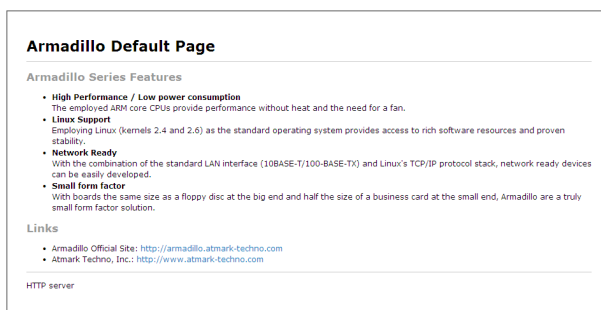 Armadillo Default Page
Armadillo Series Features
• High Performance / Low power consumption
The employed ARM core CPUs provide performance without heat and the need for a fan.
• Linux Support
Employing Linux (kernels 2.4 and 2.6) as the standard operating system provides access to rich software resources and proven
stability.
• Network Ready
With the combination of the standard LAN interface (10BASE-T/100-BASE-TX) and Linux's TCP/IP protocol stack, network ready devices
can be easily developed.
• Small form factor
With boards the same size as a floppy disc at the big end and half the size of a business card at the small end, Armadillo are a truly
small form factor solution.
Links
• Armadillo Official Site: http://armadillo.atmark-techno.com
• Atmark Techno, Inc.: http://www.atmark-techno.com
HTTP server